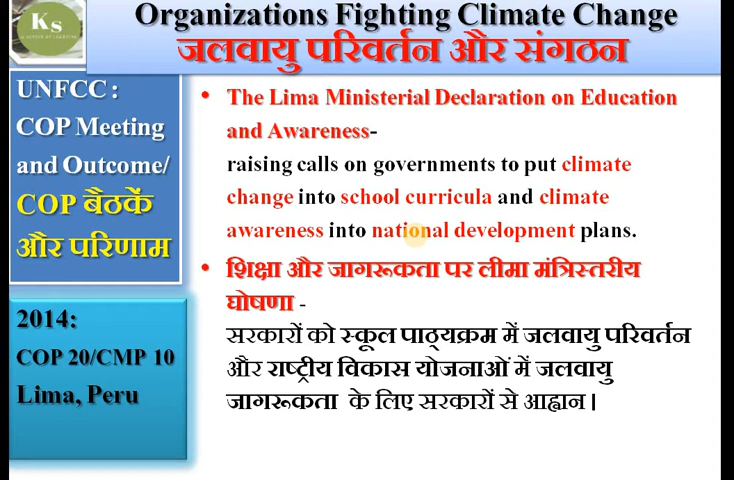 Ks
Organizations Fighting Climate Change
जलवायु परिवर्तन और संगठन
UNFCC :
COP Meeting
and Outcome/
COP बैठकें
और परिणाम
2014:
COP 20/CMP 10
Lima, Peru
• The Lima Ministerial Declaration on Education
and Awareness-
raising calls on governments to put climate
change into school curricula and climate
awareness into national development plans.
• शिक्षा और जागरूकता पर लीमा मंत्रिस्तरीय
घोषणा -
सरकारों को स्कूल पाठ्यक्रम में जलवायु परिवर्तन
और राष्ट्रीय विकास योजनाओं में जलवायु
जागरूकता के लिए सरकारों से आह्वान ।